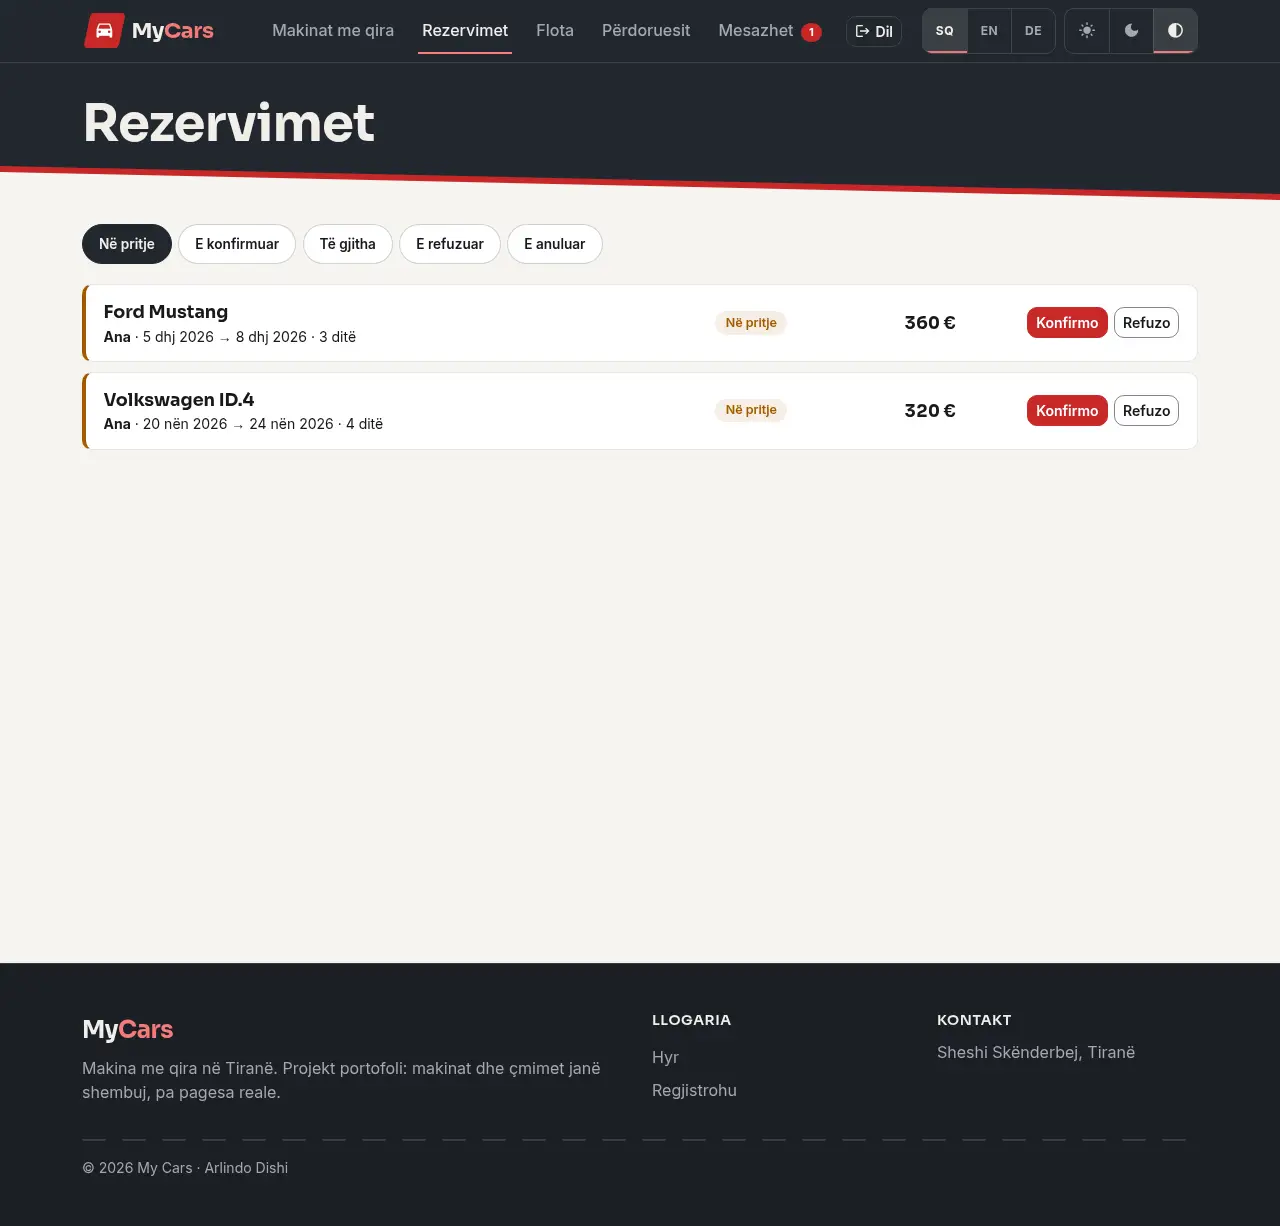 MyCars
Makinat me qira
Rezervimet
Flota
Përdoruesit
Mesazhet 1
Dil
SQ
EN
DE
Rezervimet
Në pritje
E konfirmuar
Të gjitha
E refuzuar
E anuluar
Ford Mustang
Ana · 5 dhj 2026 → 8 dhj 2026 · 3 ditë
Në pritje
360 €
Konfirmo
Refuzo
Volkswagen ID.4
Ana · 20 nën 2026 → 24 nën 2026 · 4 ditë
Në pritje
320 €
Konfirmo
Refuzo
MyCars
Makina me qira në Tiranë. Projekt portofoli: makinat dhe çmimet janë
shembuj, pa pagesa reale.
LLOGARIA
Hyr
Regjistrohu
KONTAKT
Sheshi Skënderbej, Tiranë
© 2026 My Cars · Arlindo Dishi